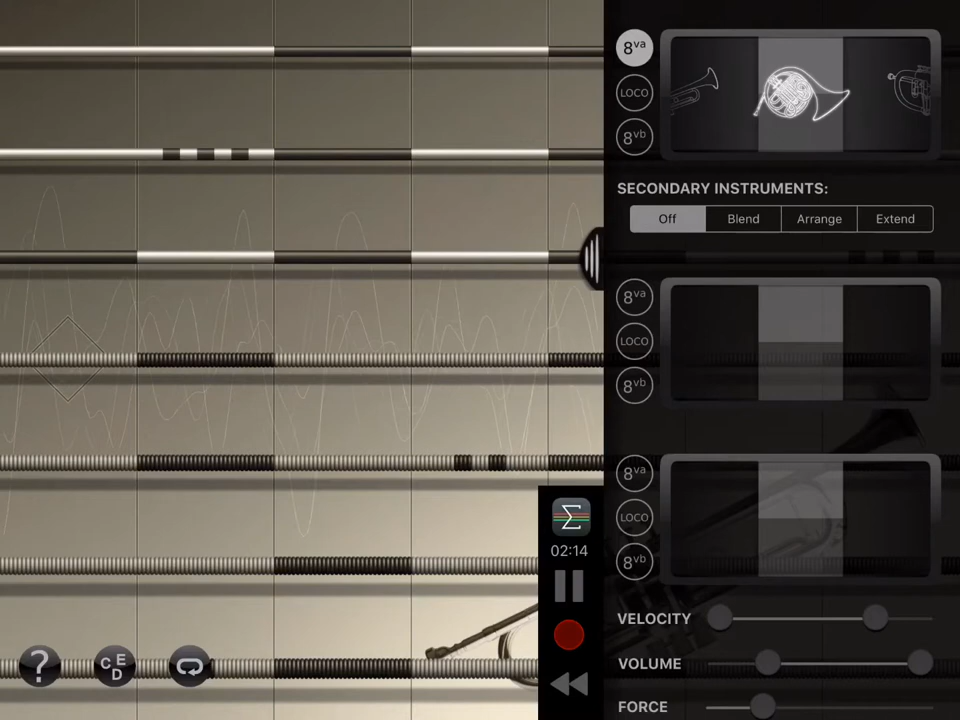 8va
LOCO
8vb
SECONDARY INSTRUMENTS:
Off Blend Arrange Extend
8va
LOCO
8vb
8va
LOCO
8vb
Σ
02:14
VELOCITY
VOLUME
FORCE
? C E D